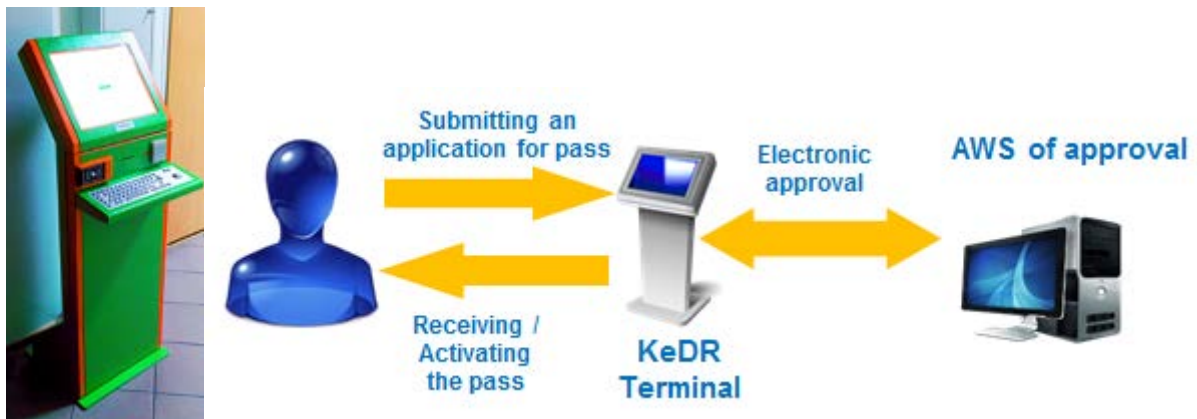 Submitting an
application for pass
Electronic
approval
AWS of approval
Receiving /
Activating
the pass
KeDR
Terminal